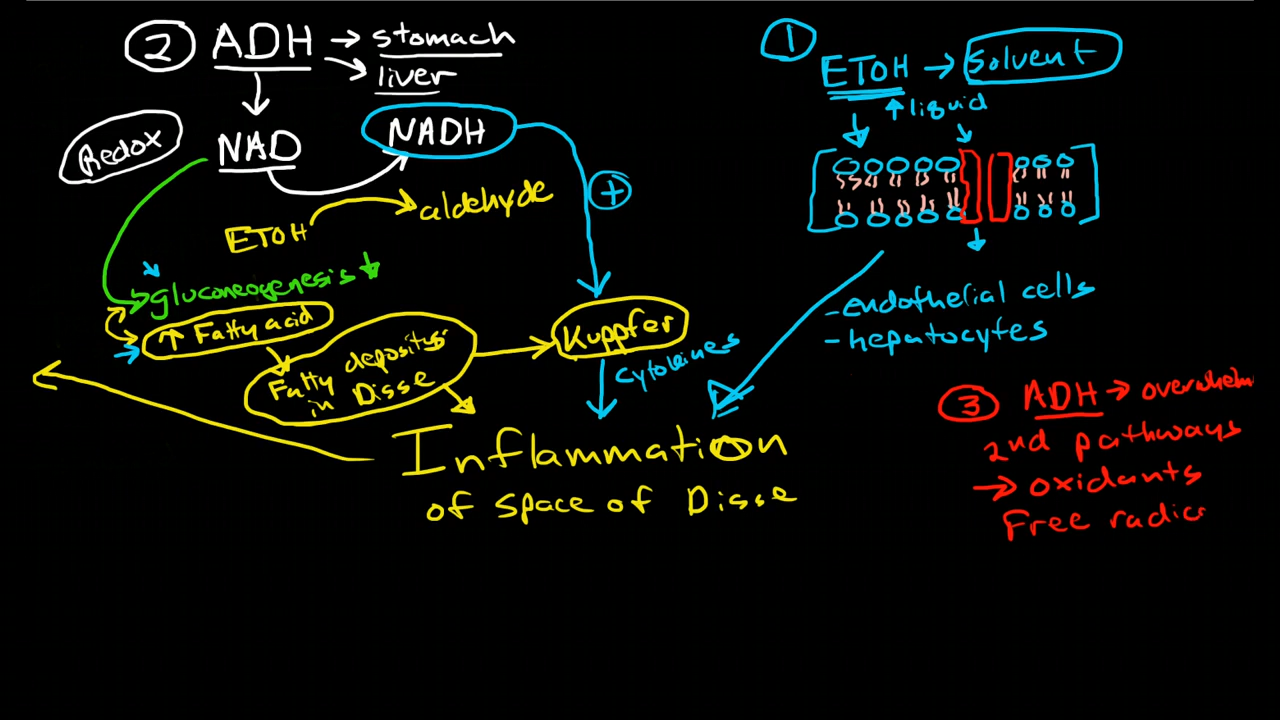 2 ADH → stomach
liver
NAD
NADH
Redox
+
ETOH
aldehyde
gluconeogenesis ↓
↑ Fatty acid
Fatty deposits
in Disse
Kuppfer
cytokines
Inflammation
of space of Disse
1
ETOH → Solvent
↑ liquid
- endothelial cells
- hepatocytes
3 ADH → overwhelm
2nd pathways
→ oxidants
Free radic